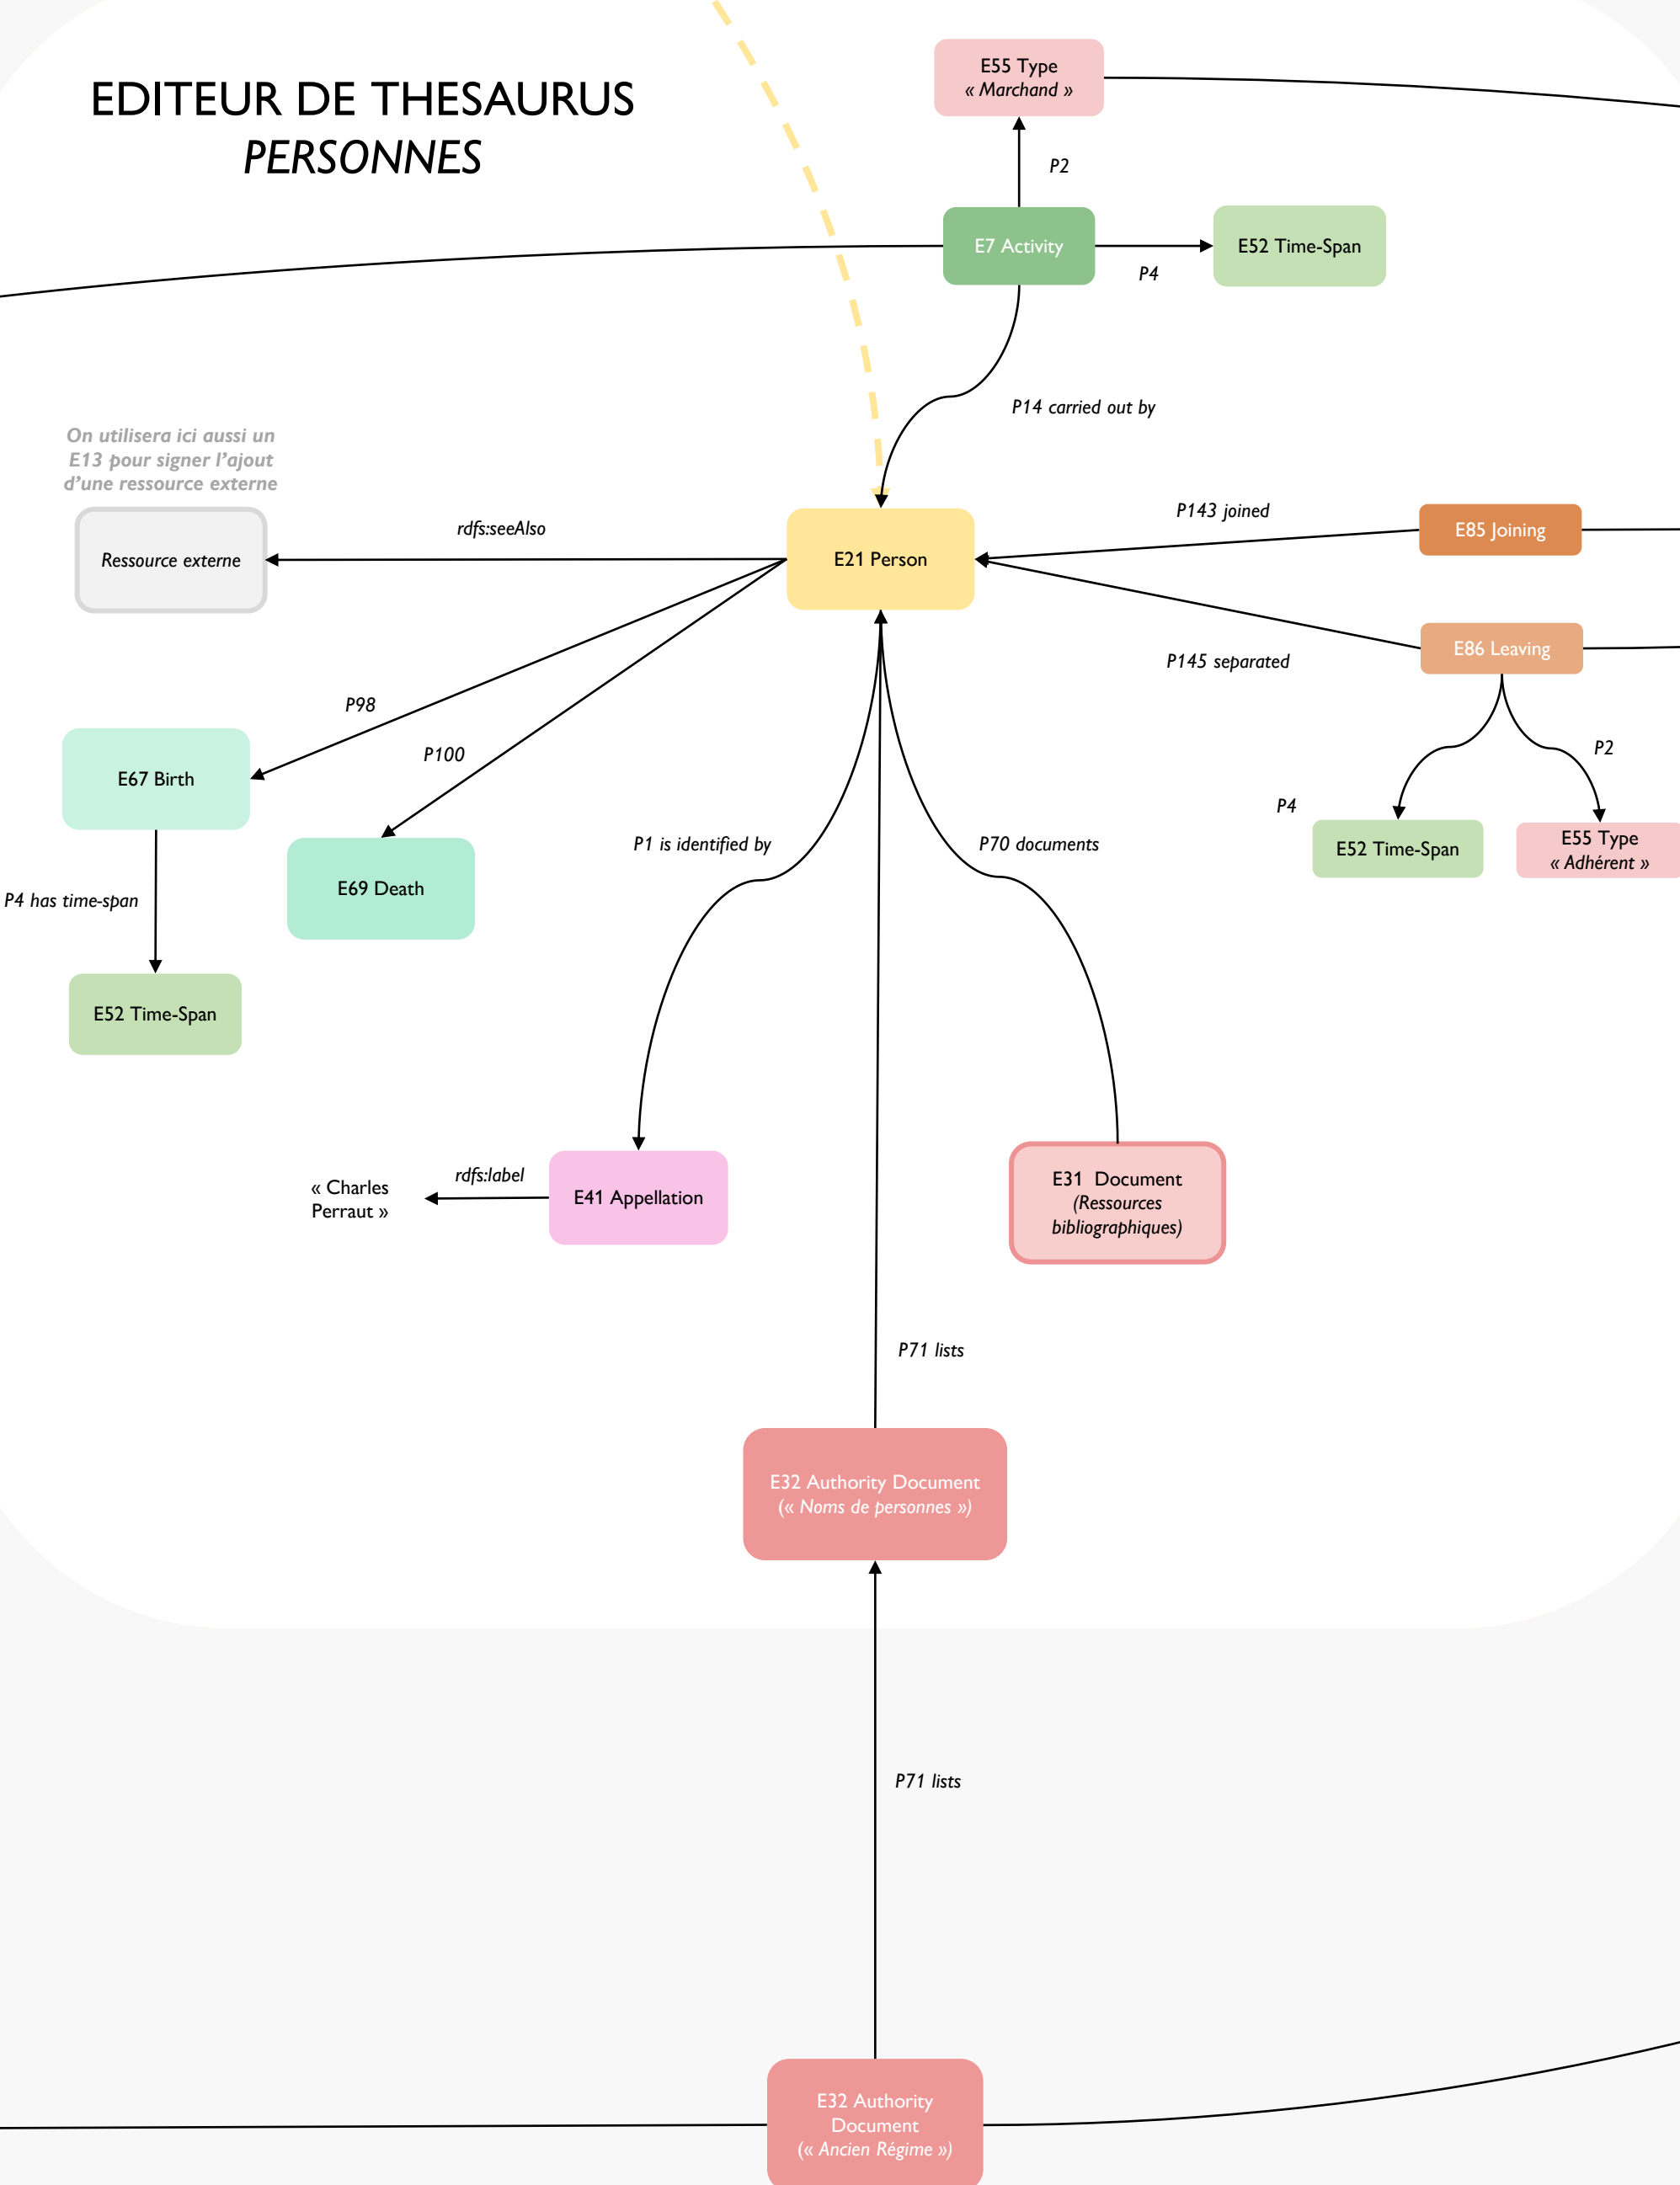 EDITEUR DE THESAURUS
PERSONNES
E55 Type
« Marchand »
P2
E7 Activity
E52 Time-Span
P4
P14 carried out by
On utilisera ici aussi un
E13 pour signer l’ajout
d’une ressource externe
Ressource externe
rdfs:seeAlso
E21 Person
P143 joined
E85 Joining
E86 Leaving
P145 separated
P98
P100
E67 Birth
E69 Death
P4 has time-span
E52 Time-Span
P1 is identified by
P70 documents
P2
P4
E52 Time-Span
E55 Type
« Adhérent »
« Charles
Perraut »
rdfs:label
E41 Appellation
E31 Document
(Ressources
bibliographiques)
P71 lists
E32 Authority Document
(« Noms de personnes »)
P71 lists
E32 Authority
Document
(« Ancien Régime »)